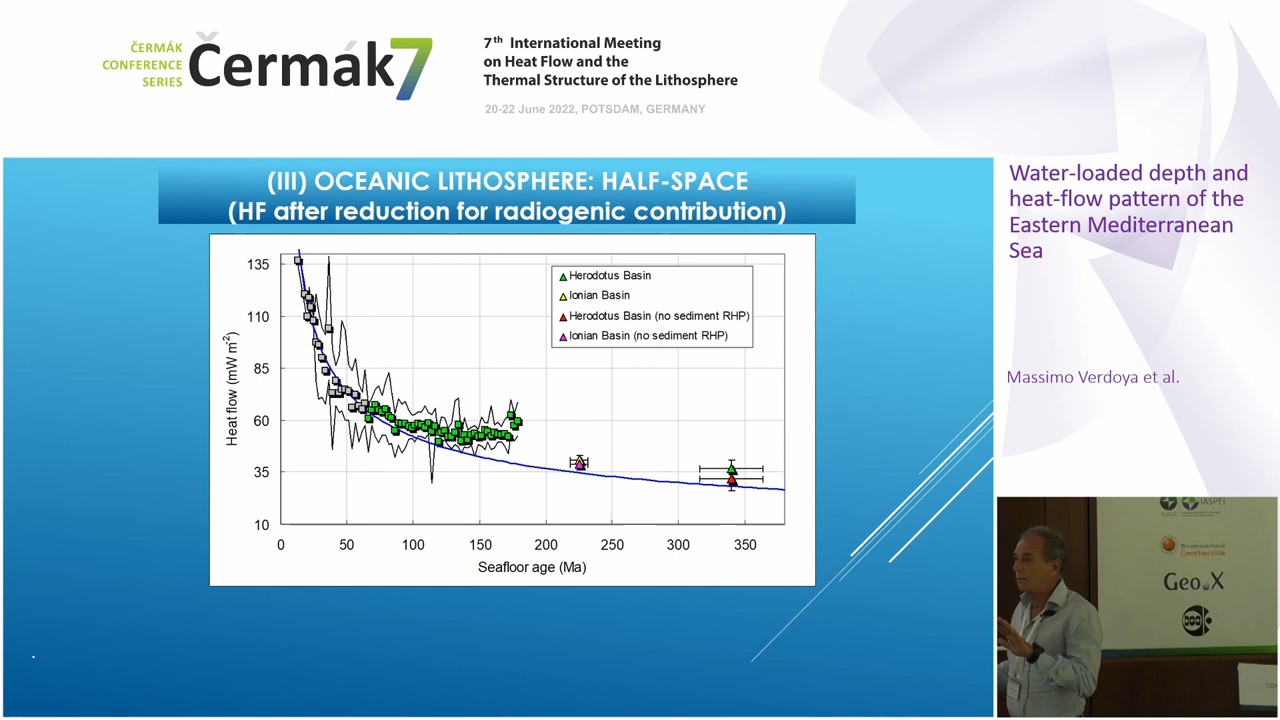 ČERMÁK
CONFERENCE
SERIES
Čermák7
7th International Meeting
on Heat Flow and the
Thermal Structure of the Lithosphere
20-22 June 2022, POTSDAM, GERMANY
(III) OCEANIC LITHOSPHERE: HALF-SPACE
(HF after reduction for radiogenic contribution)
Heat flow (mW m-2)
135
110
85
60
35
10
Herodotus Basin
Ionian Basin
Herodotus Basin (no sediment RHP)
Ionian Basin (no sediment RHP)
0 50 100 150 200 250 300 350
Seafloor age (Ma)
Water-loaded depth and
heat-flow pattern of the
Eastern Mediterranean
Sea
Massimo Verdoya et al.
IUGG IASPEI
Bundesverband
Geothermie
Geo.X